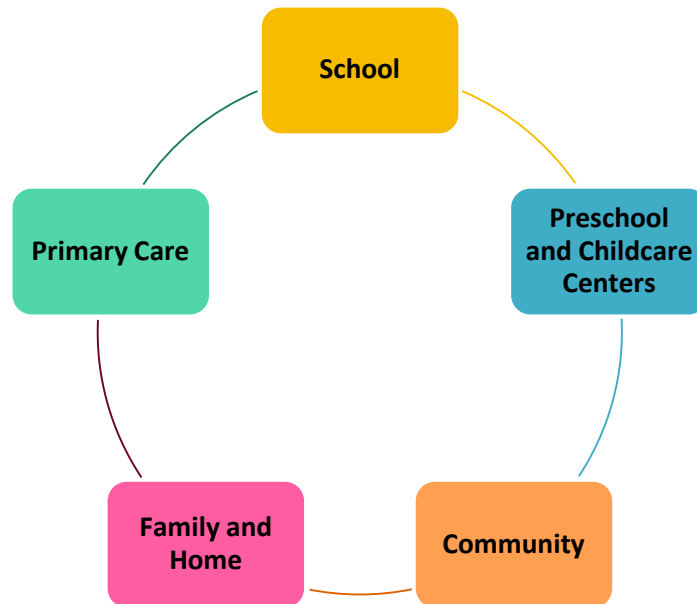 School
Primary Care
Preschool
and Childcare
Centers
Family and
Home
Community